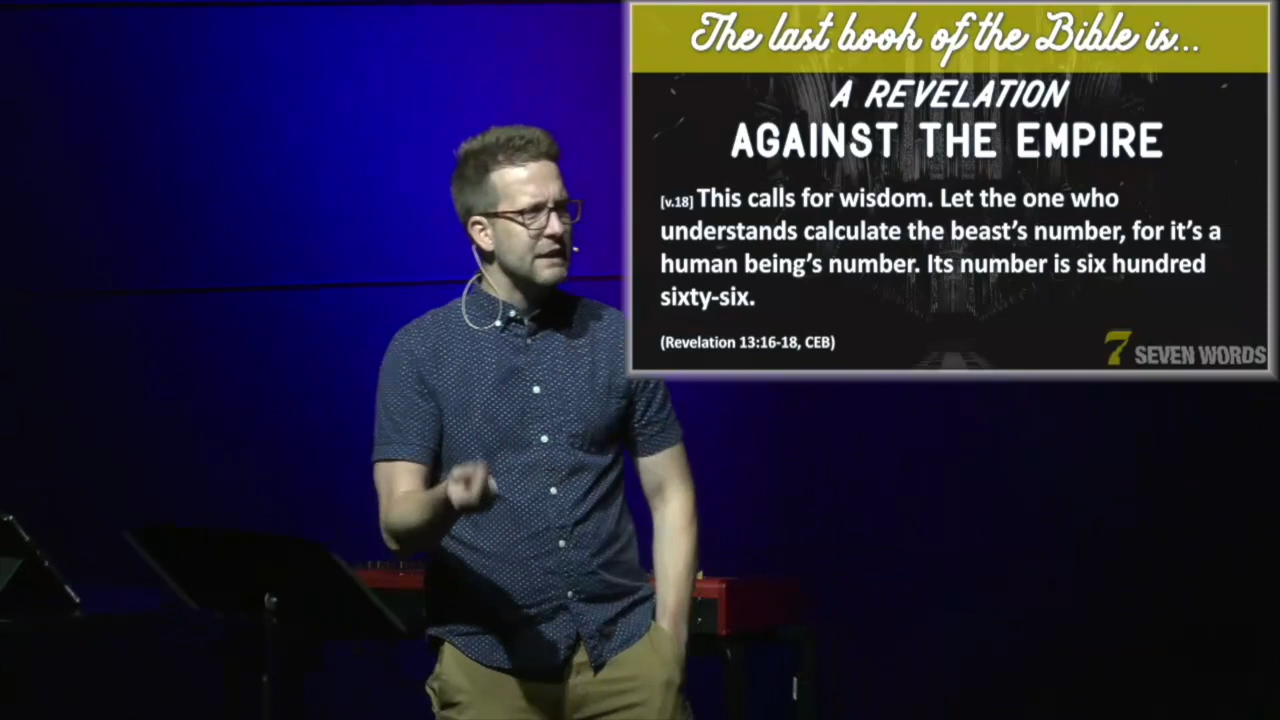 The last book of the Bible is...
A REVELATION
AGAINST THE EMPIRE
[v.18] This calls for wisdom. Let the one who
understands calculate the beast's number, for it's a
human being's number. Its number is six hundred
sixty-six.
(Revelation 13:16-18, CEB)
7 SEVEN WORDS